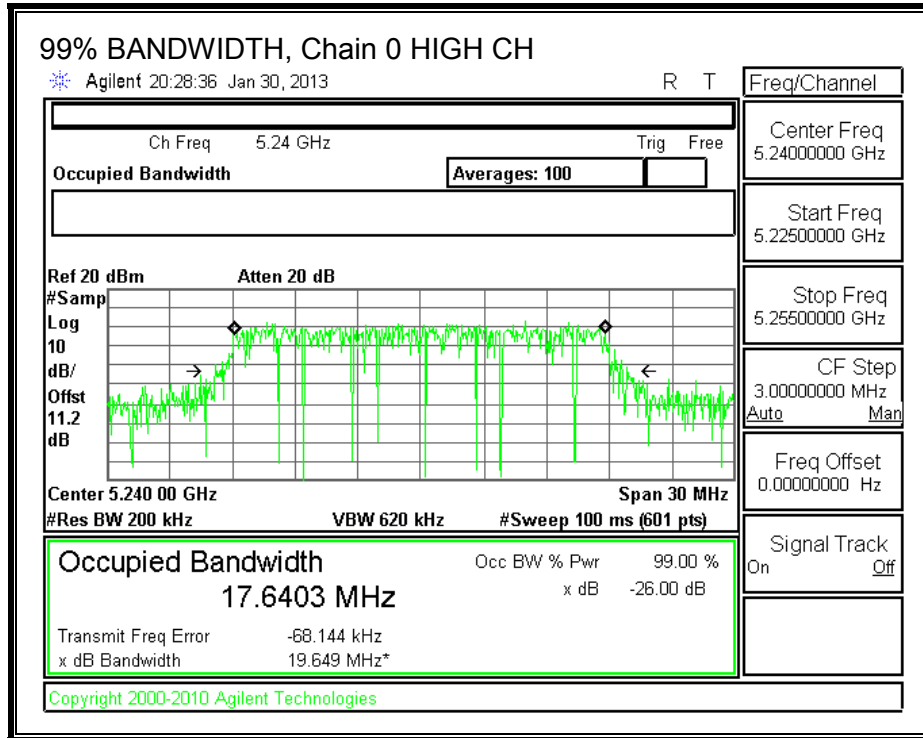 99% BANDWIDTH, Chain 0 HIGH CH
Agilent 20:28:36 Jan 30, 2013 R T
Ch Freq 5.24 GHz Trig Free
Occupied Bandwidth Averages: 100
Ref 20 dBm Atten 20 dB
#Samp
Log
10
dB/
Offst
11.2
dB
Center 5.240 00 GHz Span 30 MHz
#Res BW 200 kHz VBW 620 kHz #Sweep 100 ms (601 pts)
Occupied Bandwidth Occ BW % Pwr 99.00 %
17.6403 MHz x dB -26.00 dB
Transmit Freq Error -68.144 kHz
x dB Bandwidth 19.649 MHz*
Copyright 2000-2010 Agilent Technologies
Freq/Channel
Center Freq
5.24000000 GHz
Start Freq
5.22500000 GHz
Stop Freq
5.25500000 GHz
CF Step
3.00000000 MHz
Auto Man
Freq Offset
0.00000000 Hz
Signal Track
On Off